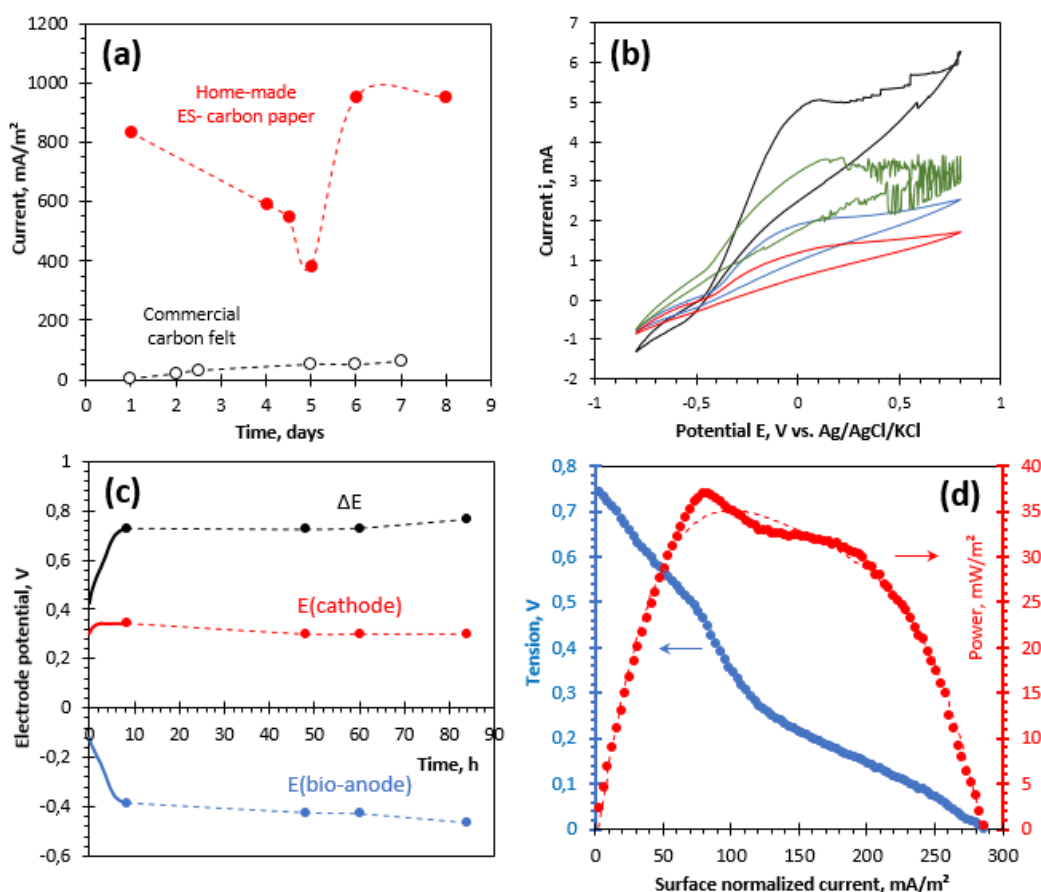 (a)
1200
1000
800
600
400
200
0
Current, mA/m²
Home-made
ES- carbon paper
Commercial
carbon felt
0 1 2 3 4 5 6 7 8 9
Time, days
(b)
7
6
5
4
3
2
1
0
-1
-2
Current i, mA
-1 -0,5 0 0,5 1
Potential E, V vs. Ag/AgCl/KCl
(c)
1
0,8
0,6
0,4
0,2
0
-0,2
-0,4
-0,6
Electrode potential, V
ΔE
E(cathode)
0 10 20 30 40 50 60 70 80 90
Time, h
E(bio-anode)
(d)
0,8
0,7
0,6
0,5
0,4
0,3
0,2
0,1
0
Tension, V
40
35
30
25
20
15
10
5
0
Power, mW/m²
0 50 100 150 200 250 300
Surface normalized current, mA/m²